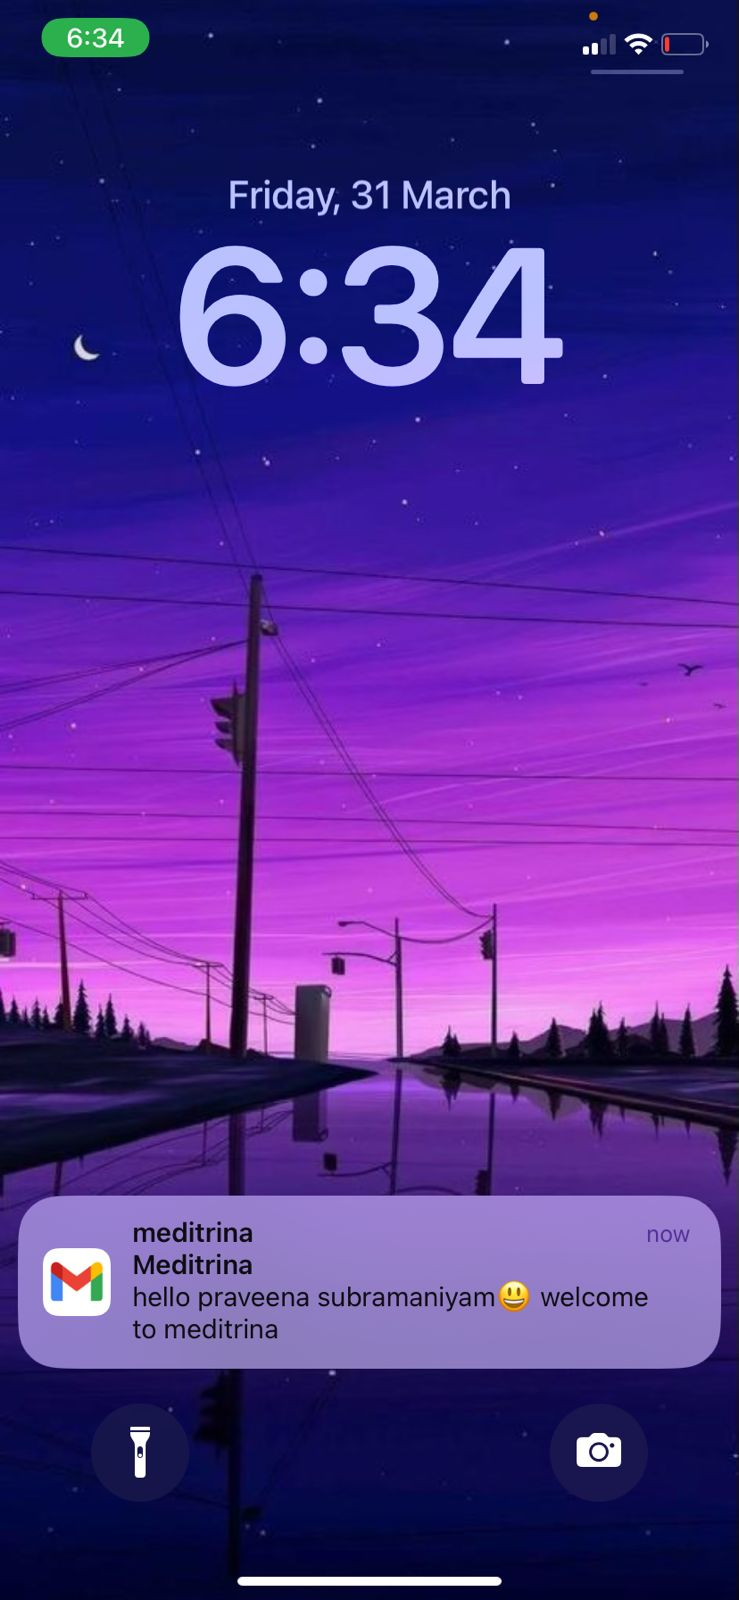 6:34
Friday, 31 March
6:34
meditrina
now
Meditrina
hello praveena subramaniyam😃 welcome
to meditrina